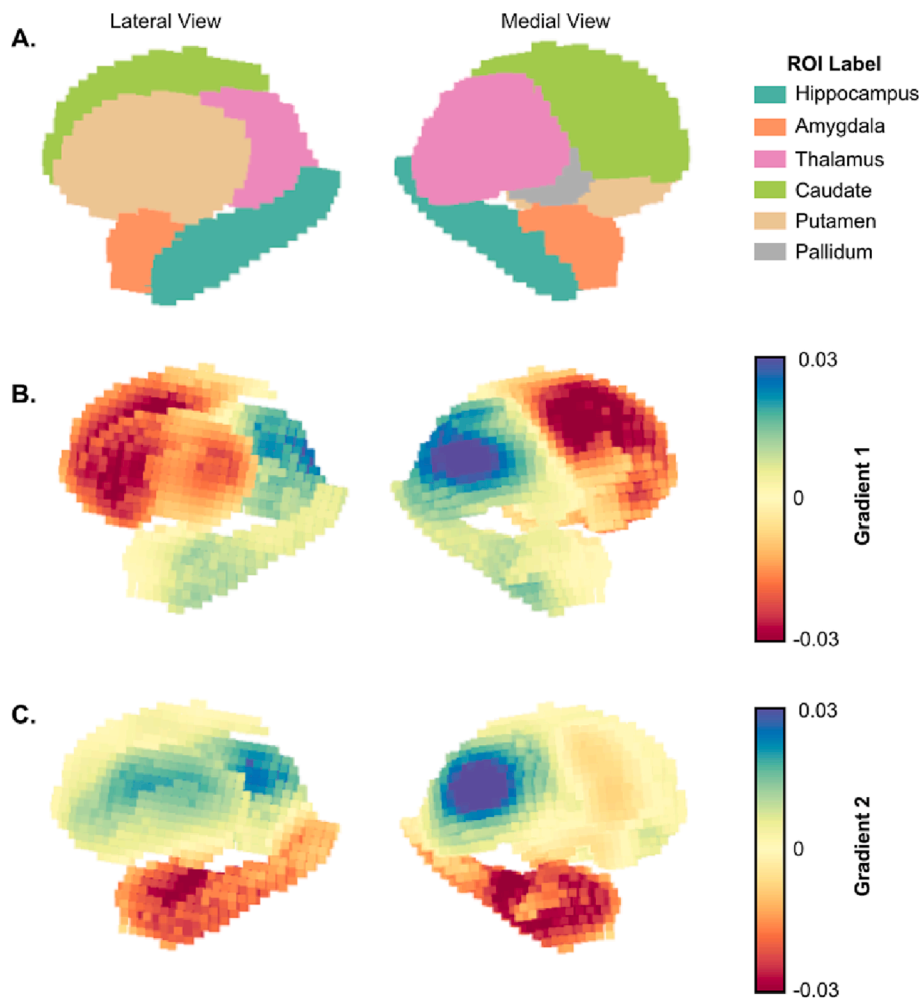 Lateral View
Medial View
A.
ROI Label
Hippocampus
Amygdala
Thalamus
Caudate
Putamen
Pallidum
B.
0.03
0
-0.03
Gradient 1
C.
0.03
0
-0.03
Gradient 2